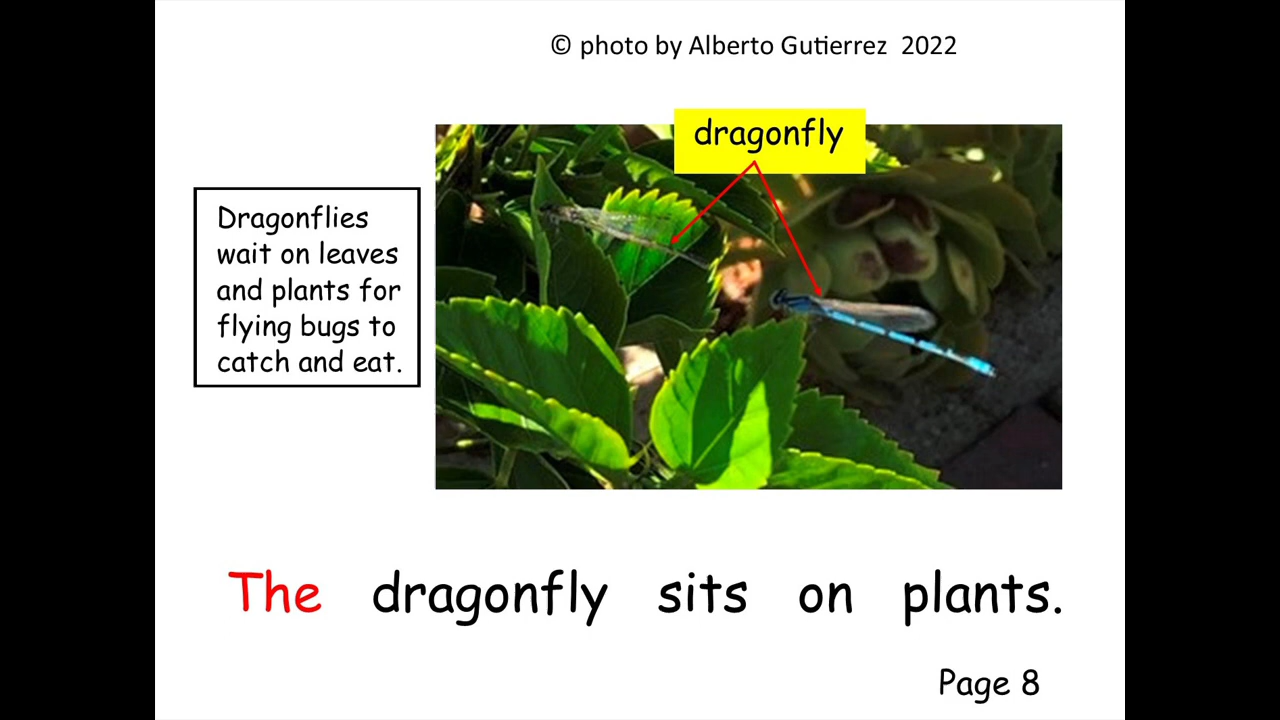 © photo by Alberto Gutierrez 2022
dragonfly
Dragonflies
wait on leaves
and plants for
flying bugs to
catch and eat.
The dragonfly sits on plants.
Page 8